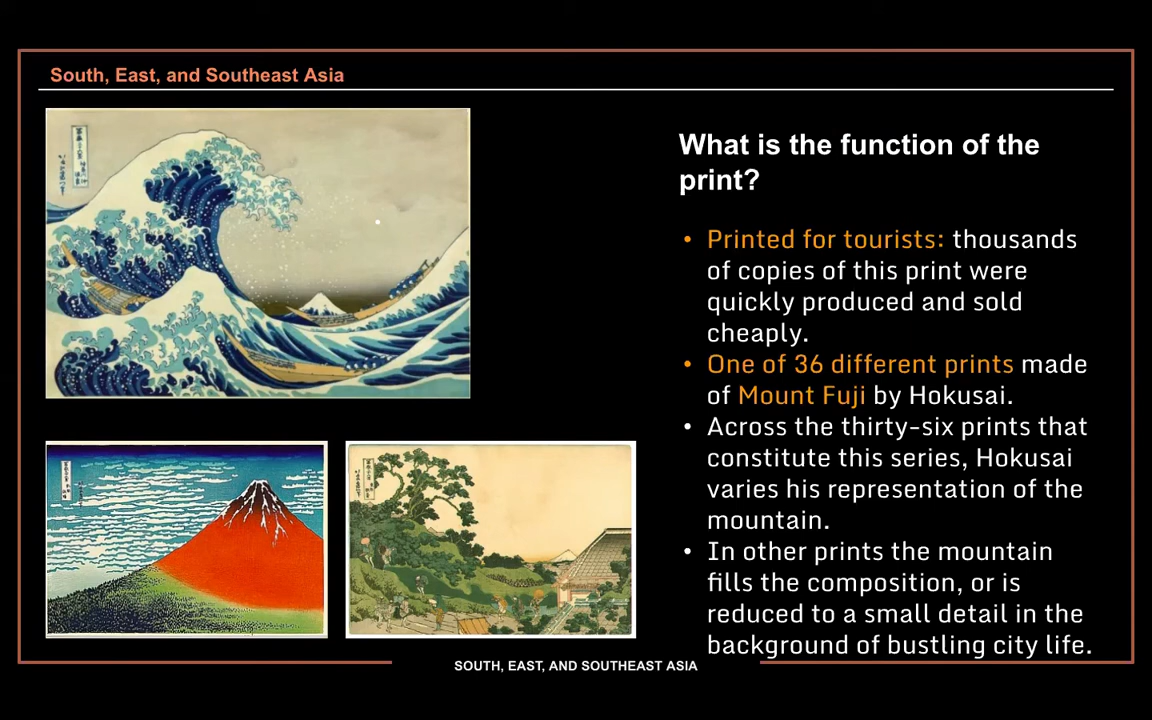 South, East, and Southeast Asia
What is the function of the
print?
• Printed for tourists: thousands
of copies of this print were
quickly produced and sold
cheaply.
• One of 36 different prints made
of Mount Fuji by Hokusai.
• Across the thirty-six prints that
constitute this series, Hokusai
varies his representation of the
mountain.
• In other prints the mountain
fills the composition, or is
reduced to a small detail in the
background of bustling city life.
SOUTH, EAST, AND SOUTHEAST ASIA